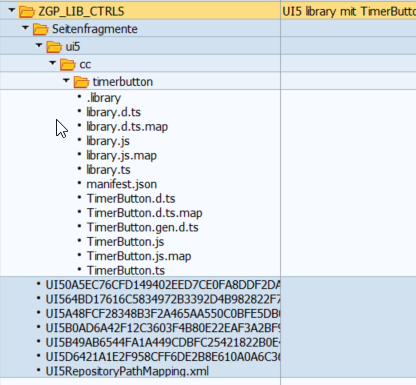 ZGP_LIB_CTRLS
UI5 library mit TimerButto
Seitenfragmente
ui5
cc
timerbutton
.library
library.d.ts
library.d.ts.map
library.js
library.js.map
library.ts
manifest.json
TimerButton.d.ts
TimerButton.d.ts.map
TimerButton.gen.d.ts
TimerButton.js
TimerButton.js.map
TimerButton.ts
UI50A5EC76CFD149402EED7CE0FA8DDF2DA
UI564BD17616C5834972B3392D4B982822F7
UI5A48FCF28348B3F2A465AA550C0BFE5DB
UI5B0AD6A42F12C3603F4B80E22EAF3A2BF
UI5B49AB6544FA1A449CDBFC25421822B0E
UI5D6421A1E2F958CFF6DE2B8E610A0A6C3
UI5RepositoryPathMapping.xml